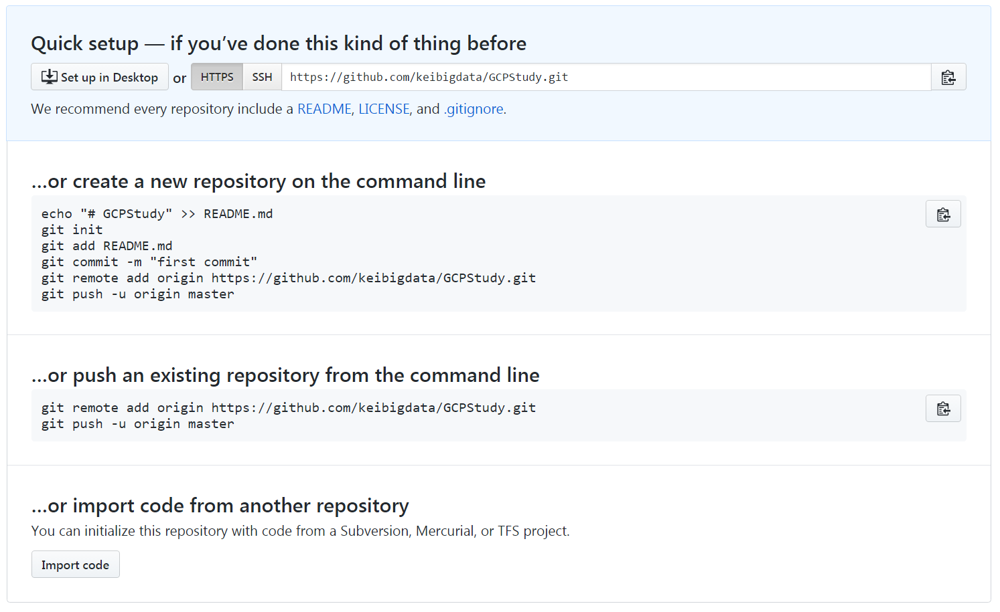 Quick setup — if you’ve done this kind of thing before
Set up in Desktop or HTTPS SSH https://github.com/keibigdata/GCPStudy.git
We recommend every repository include a README, LICENSE, and .gitignore.
…or create a new repository on the command line
echo "# GCPStudy" >> README.md
git init
git add README.md
git commit -m "first commit"
git remote add origin https://github.com/keibigdata/GCPStudy.git
git push -u origin master
…or push an existing repository from the command line
git remote add origin https://github.com/keibigdata/GCPStudy.git
git push -u origin master
…or import code from another repository
You can initialize this repository with code from a Subversion, Mercurial, or TFS project.
Import code